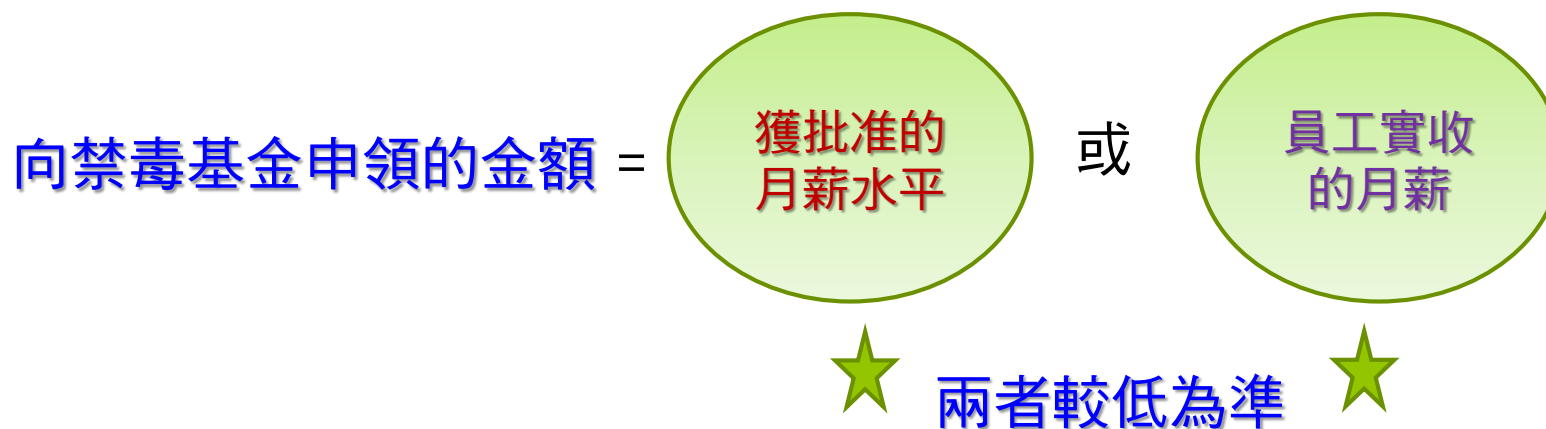 向禁毒基金申領的金額 =
獲批准的
月薪水平
或
員工實收
的月薪
兩者較低為準